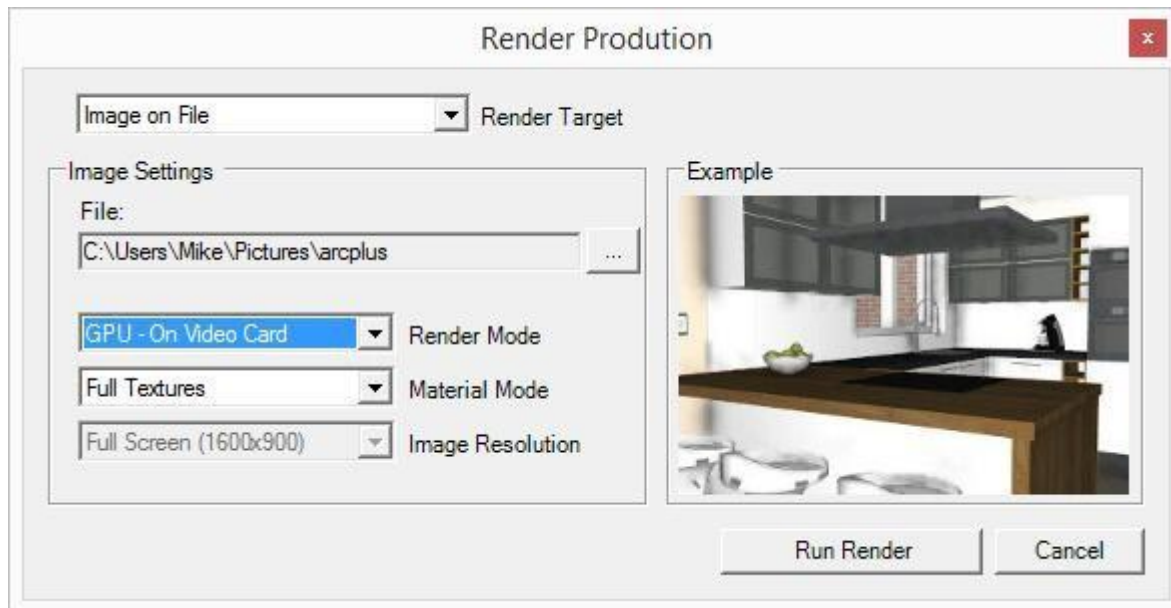 Render Prodution
x
Image on File Render Target
Image Settings
File:
C:\Users\Mike\Pictures\arcplus ...
GPU - On Video Card Render Mode
Full Textures Material Mode
Full Screen (1600x900) Image Resolution
Example
Run Render Cancel